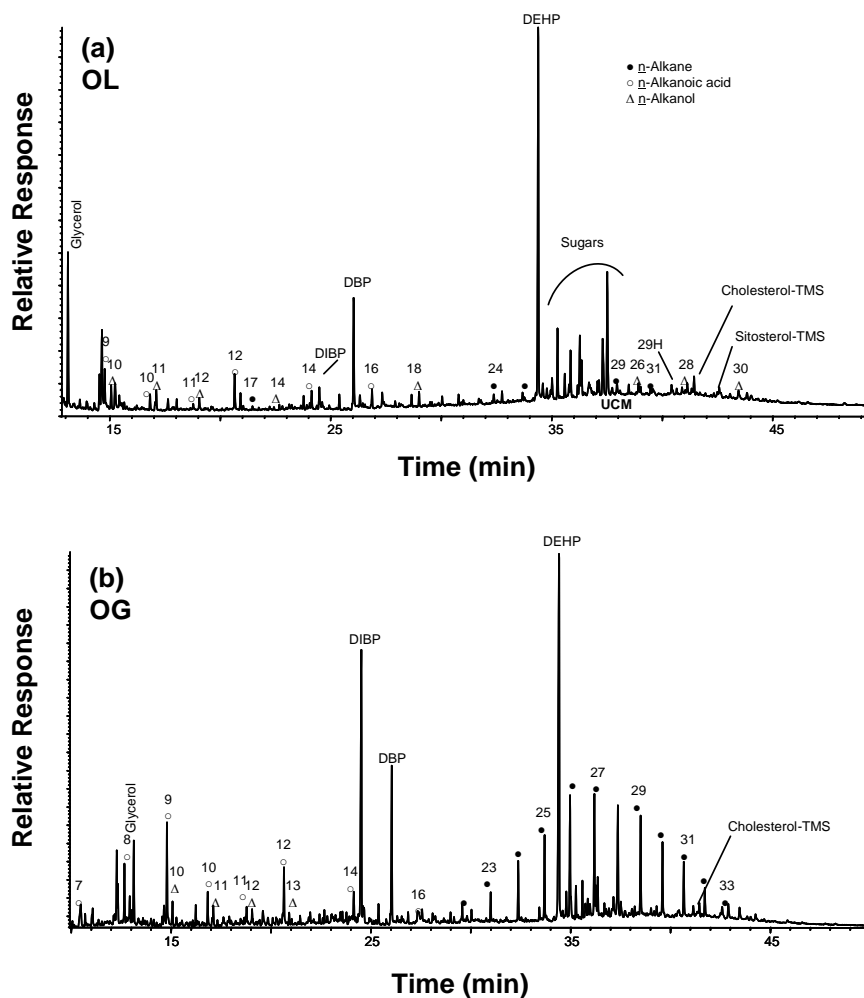 (a)
OL
DEHP
● n-Alkane
○ n-Alkanoic acid
Δ n-Alkanol
Relative Response
Glycerol
Sugars
DBP
Cholesterol-TMS
Sitosterol-TMS
DIBP
9
10
10
11
11
12
12
17
14
14
16
18
24
29
26
31
29H
28
30
UCM
15
25
35
45
Time (min)
(b)
OG
DEHP
Relative Response
DIBP
DBP
Glycerol
Cholesterol-TMS
7
8
9
10
10
11
11
12
12
13
14
16
23
25
27
29
31
33
15
25
35
45
Time (min)